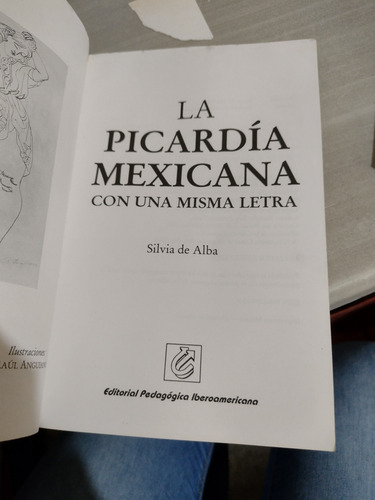 LA
PICARDÍA
MEXICANA
CON UNA MISMA LETRA
Silvia de Alba
Ilustraciones
Editorial Pedagógica Iberoamericana